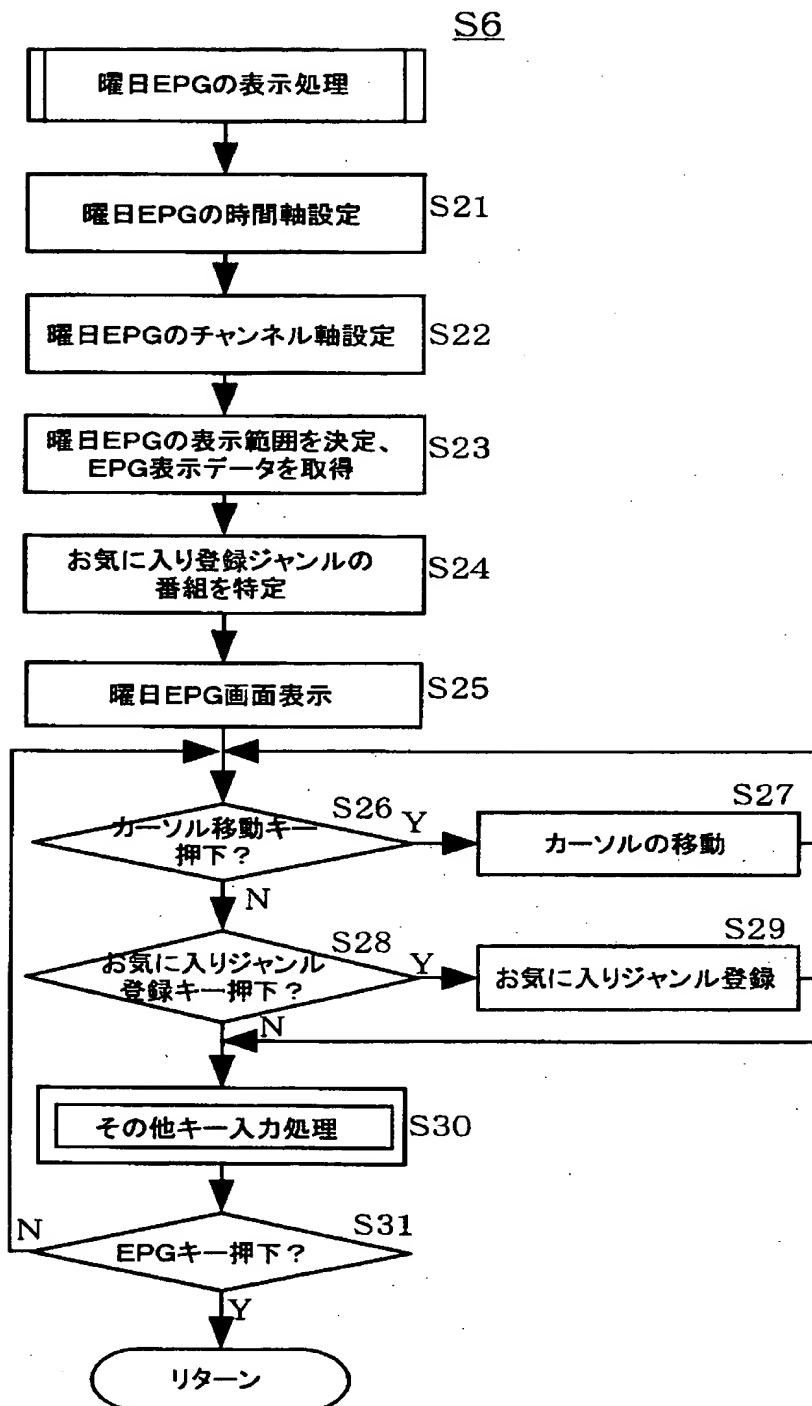 S6
曜日EPGの表示処理
曜日EPGの時間軸設定
S21
曜日EPGのチャンネル軸設定
S22
曜日EPGの表示範囲を決定、
EPG表示データを取得
S23
お気に入り登録ジャンルの
番組を特定
S24
曜日EPG画面表示
S25
カーソル移動キー
押下?
S26
Y
N
カーソルの移動
S27
お気に入りジャンル
登録キー押下?
S28
Y
N
お気に入りジャンル登録
S29
その他キー入力処理
S30
EPGキー押下?
S31
N
Y
リターン